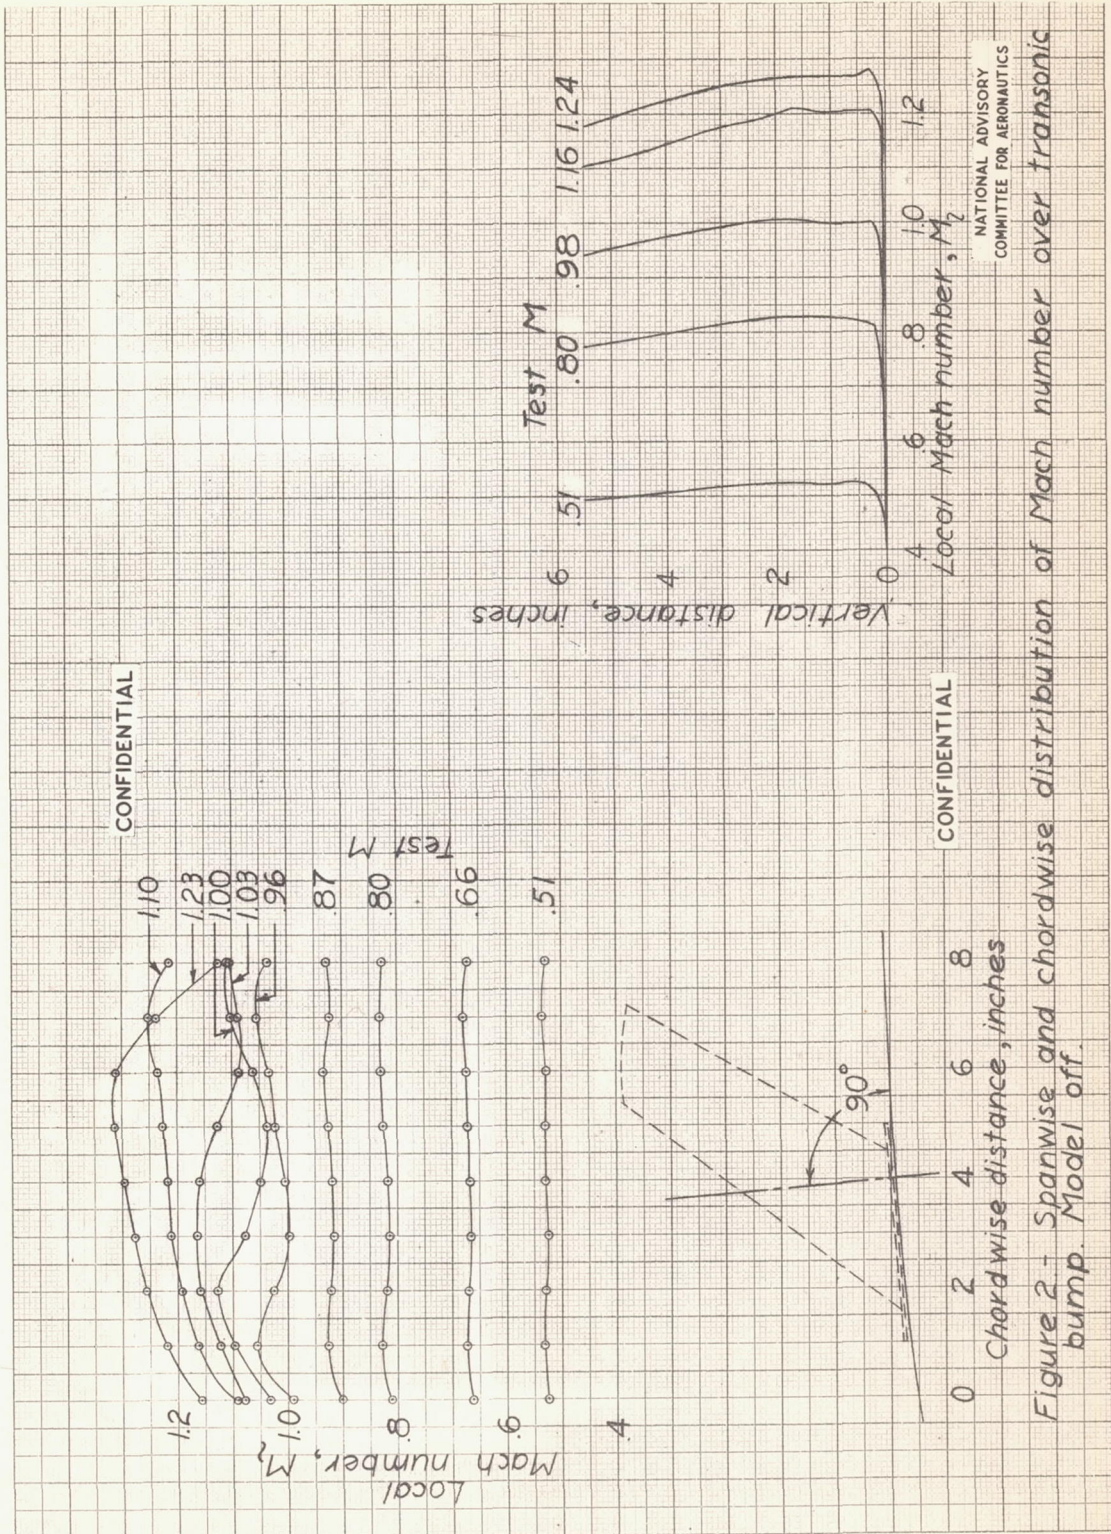 CONFIDENTIAL
1.10
1.23
1.00
1.03
.96
.87
.80
.66
.51
Test M
1.2
1.0
.8
.6
.4
Local
Mach number, M₂
90°
0 2 4 6 8
Chordwise distance, inches
Test M
.51 .80 .98 1.16 1.24
6
4
2
0
Vertical distance, inches
.4 .6 .8 1.0 1.2
Local Mach number, M₂
CONFIDENTIAL
NATIONAL ADVISORY
COMMITTEE FOR AERONAUTICS
Figure 2.- Spanwise and chordwise distribution of Mach number over transonic
bump. Model off.